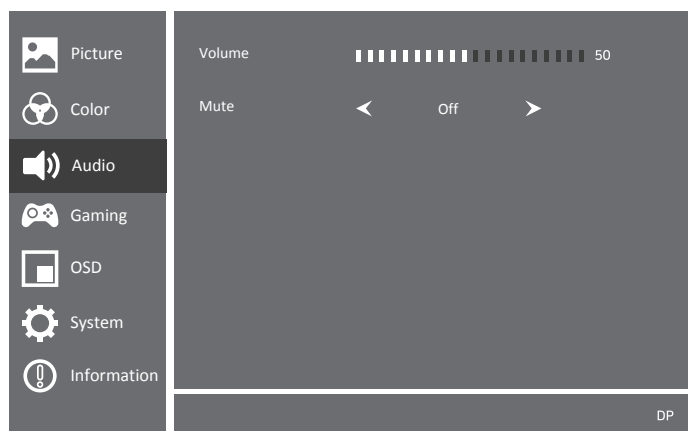 Picture
Color
Audio
Gaming
OSD
System
Information
Volume 50
Mute Off
DP